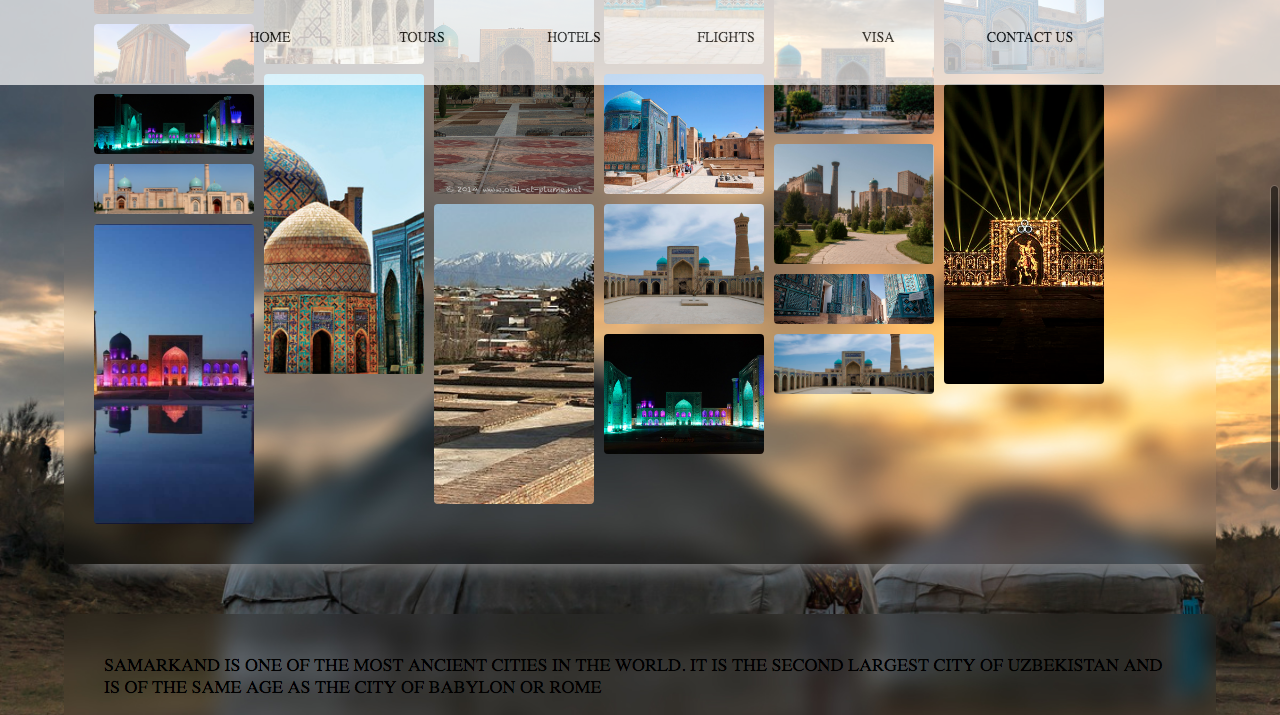 HOME TOURS HOTELS FLIGHTS VISA CONTACT US
© 2014 www.oeil-et-plume.net
SAMARKAND IS ONE OF THE MOST ANCIENT CITIES IN THE WORLD. IT IS THE SECOND LARGEST CITY OF UZBEKISTAN AND
IS OF THE SAME AGE AS THE CITY OF BABYLON OR ROME